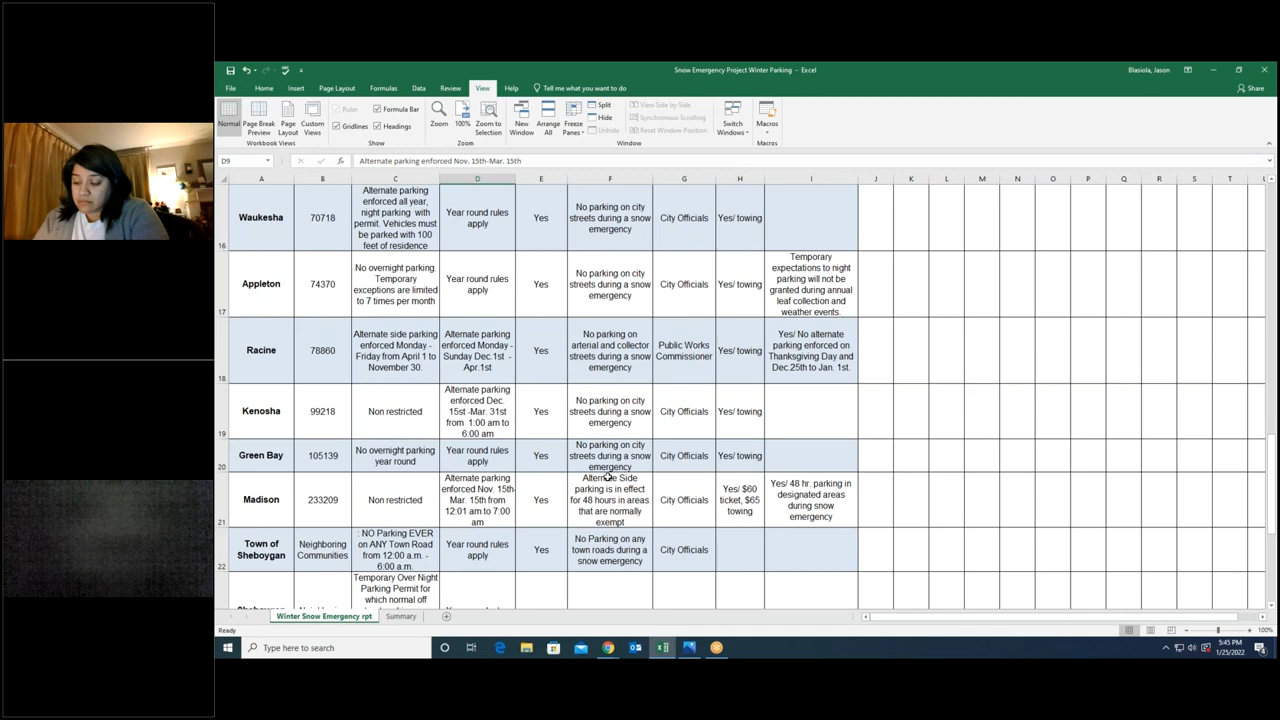 Snow Emergency Project Winter Parking - Excel
Blasiola, Jason
File Home Insert Page Layout Formulas Data Review View Help Tell me what you want to do Share
Normal Page Break Preview Page Layout Custom Views
Workbook Views
Ruler Formula Bar
Gridlines Headings
Show
Zoom 100% Zoom to Selection
Zoom
New Window Arrange All Freeze Panes
Split
Hide
Unhide
View Side by Side
Synchronous Scrolling
Reset Window Position
Window
Switch Windows
Macros
Macros
D9 fx Alternate parking enforced Nov. 15th-Mar. 15th
A B C D E F G H I J K L M N O P Q R S T
16
Waukesha
70718
Alternate parking
enforced all year,
night parking with
permit. Vehicles must
be parked with 100
feet of residence
Year round rules
apply
Yes
No parking on city
streets during a snow
emergency
City Officials
Yes/ towing
17
Appleton
74370
No overnight parking.
Temporary
exceptions are limited
to 7 times per month
Year round rules
apply
Yes
No parking on city
streets during a snow
emergency
City Officials
Yes/ towing
Temporary
expectations to night
parking will not be
granted during annual
leaf collection and
weather events.
18
Racine
78860
Alternate side parking
enforced Monday -
Friday from April 1 to
November 30.
Alternate parking
enforced Monday -
Sunday Dec.1st -
Apr.1st
Yes
No parking on
arterial and collector
streets during a snow
emergency
Public Works
Commissioner
Yes/ towing
Yes/ No alternate
parking enforced on
Thanksgiving Day and
Dec.25th to Jan. 1st.
19
Kenosha
99218
Non restricted
Alternate parking
enforced Dec.
15st -Mar. 31st
from 1:00 am to
6:00 am
Yes
No parking on city
streets during a snow
emergency
City Officials
Yes/ towing
20
Green Bay
105139
No overnight parking
year round
Year round rules
apply
Yes
No parking on city
streets during a snow
emergency
City Officials
Yes/ towing
21
Madison
233209
Non restricted
Alternate parking
enforced Nov. 15th-
Mar. 15th from
12:01 am to 7:00
am
Yes
Alternate Side
parking is in effect
for 48 hours in areas
that are normally
exempt
City Officials
Yes/ $60
ticket, $65
towing
Yes/ 48 hr. parking in
designated areas
during snow
emergency
22
Town of
Sheboygan
Neighboring
Communities
: NO Parking EVER
on ANY Town Road
from 12:00 a.m. -
6:00 a.m.
Year round rules
apply
Yes
No Parking on any
town roads during a
snow emergency
City Officials
Temporary Over Night
Parking Permit for
which normal off
Winter Snow Emergency rpt Summary
Ready
100%
Type here to search
5:45 PM
1/25/2022